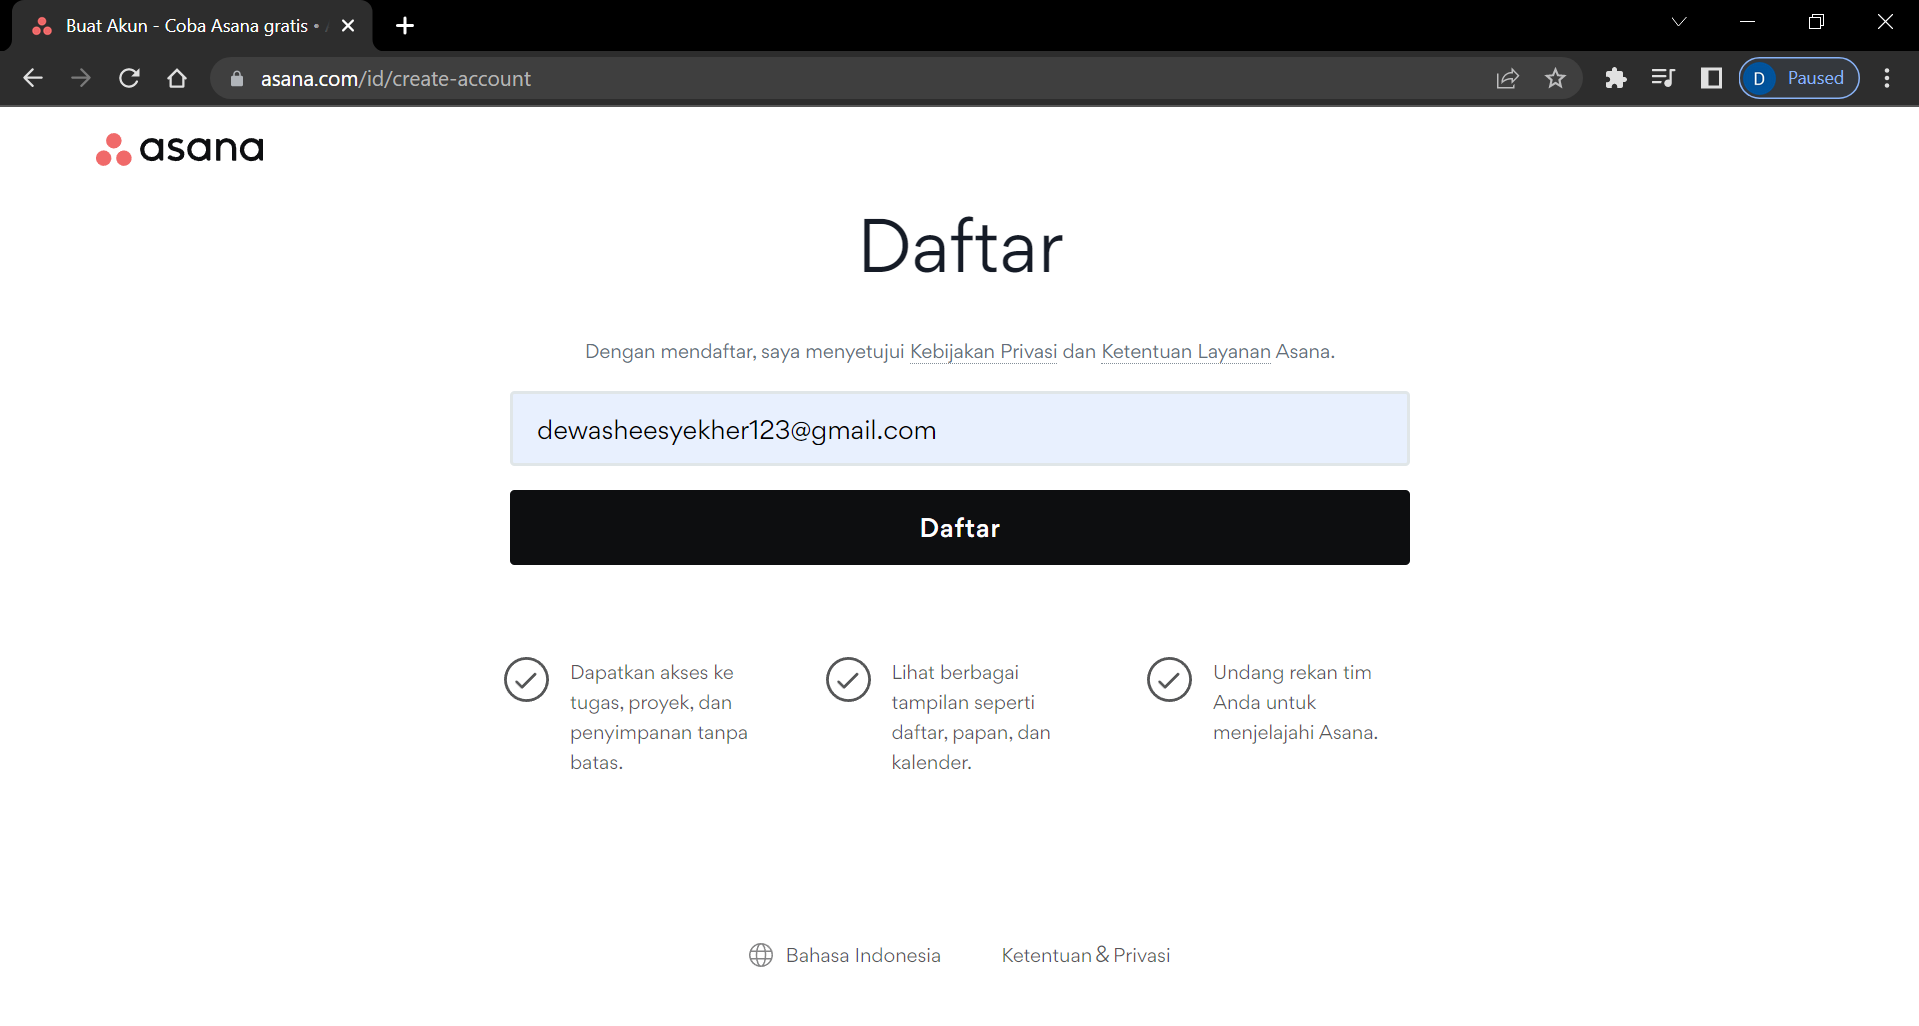 Buat Akun - Coba Asana gratis •
asana.com/id/create-account
D Paused
asana
Daftar
Dengan mendaftar, saya menyetujui Kebijakan Privasi dan Ketentuan Layanan Asana.
dewasheesyekher123@gmail.com
Daftar
Dapatkan akses ke
tugas, proyek, dan
penyimpanan tanpa
batas.
Lihat berbagai
tampilan seperti
daftar, papan, dan
kalender.
Undang rekan tim
Anda untuk
menjelajahi Asana.
Bahasa Indonesia
Ketentuan & Privasi